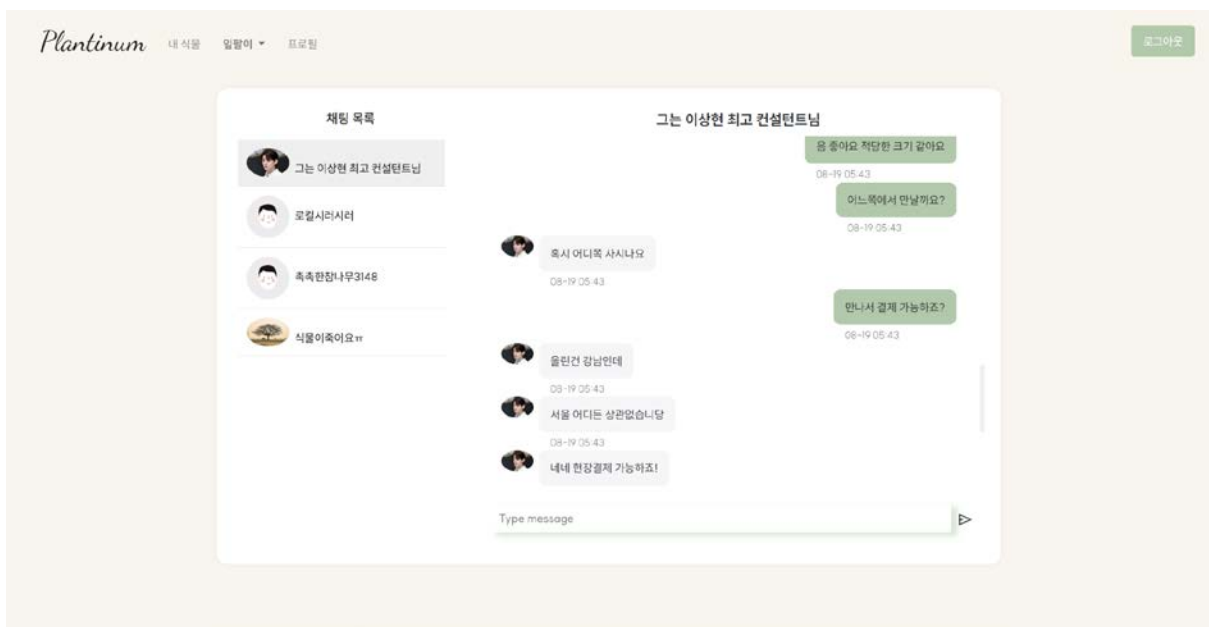 Plantinum 내 식물 잎팔이 프로필 로그아웃
채팅 목록
그는 이상현 최고 컨설턴트님
로컬시러시러
촉촉한참나무3148
식물이죽어요ㅠ
그는 이상현 최고 컨설턴트님
음 좋아요 적당한 크기 같아요
08-19 05:43
어느쪽에서 만날까요?
08-19 05:43
혹시 어디쪽 사시나요
08-19 05:43
만나서 결제 가능하죠?
08-19 05:43
올린건 강남인데
08-19 05:43
서울 어디든 상관없습니당
08-19 05:43
네네 현장결제 가능하죠!
Type message